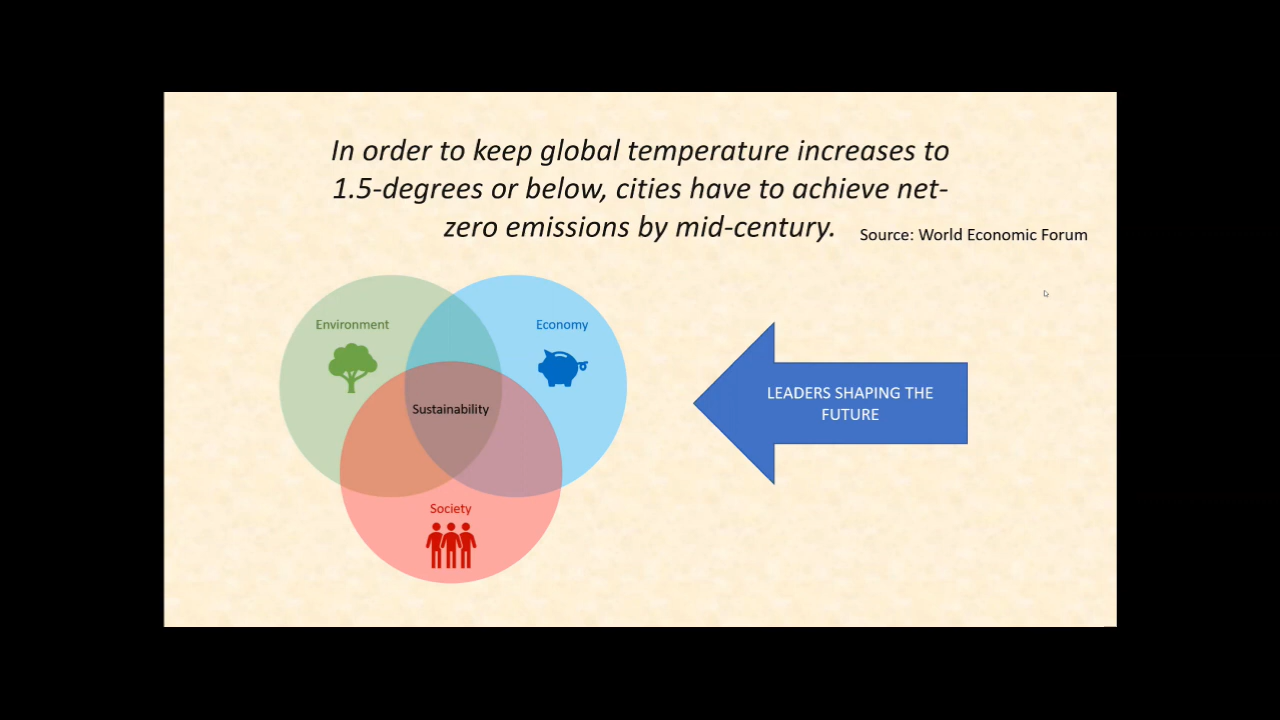 In order to keep global temperature increases to
1.5-degrees or below, cities have to achieve net-
zero emissions by mid-century.
Source: World Economic Forum
Environment
Economy
Sustainability
Society
LEADERS SHAPING THE
FUTURE